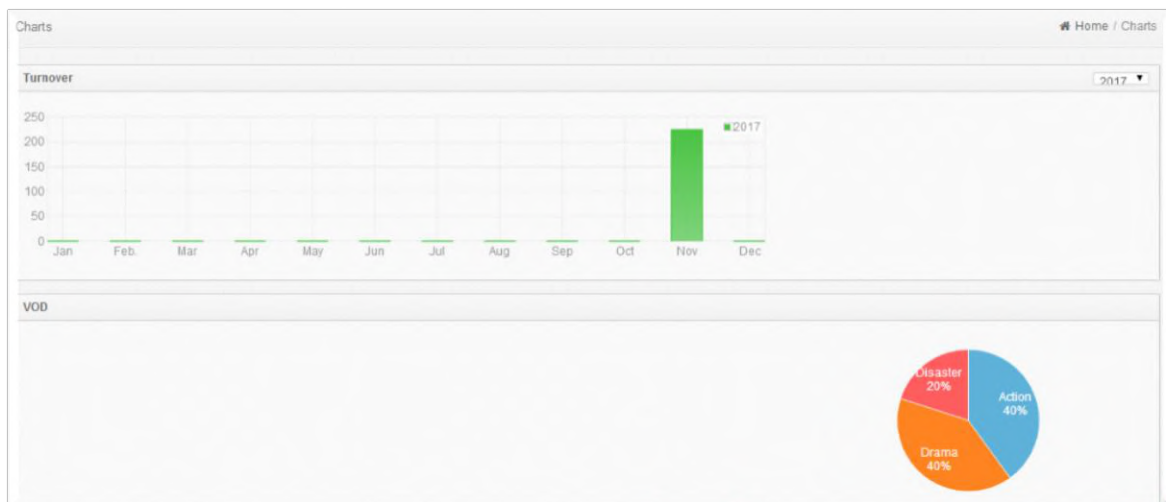 Charts
Home / Charts
Turnover
2017
250
200
150
100
50
0
2017
Jan Feb. Mar Apr May Jun Jul Aug Sep Oct Nov Dec
VOD
Disaster
20%
Action
40%
Drama
40%